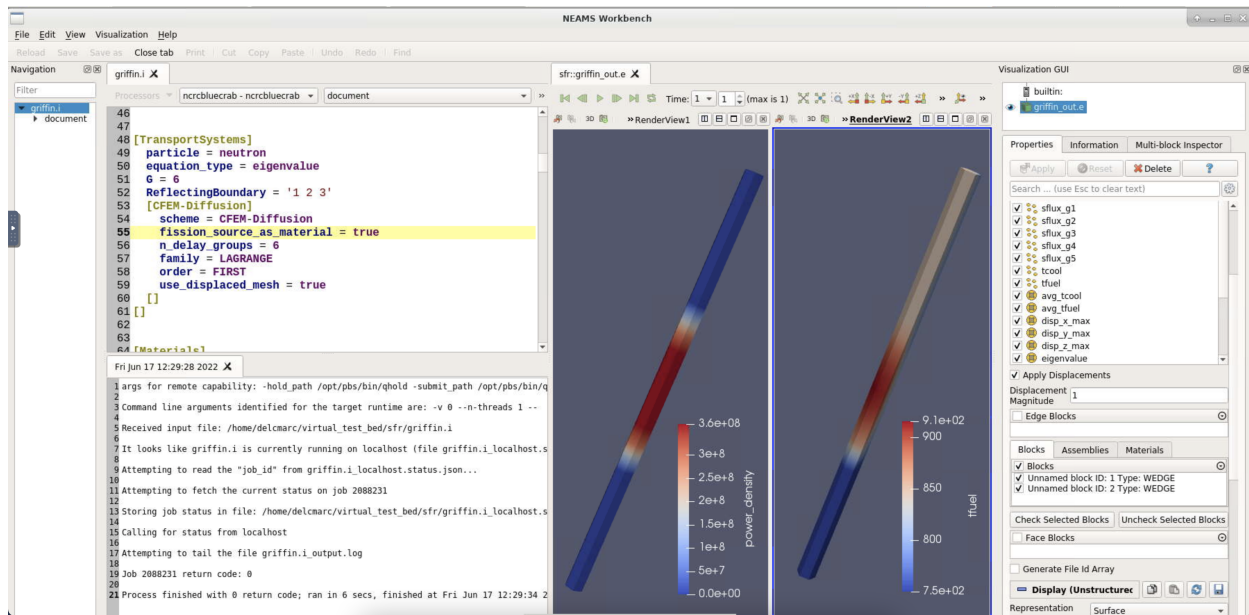 NEAMS Workbench
File Edit View Visualization Help
Reload Save Save as Close tab Print Cut Copy Paste Undo Redo Find
Navigation
Filter
griffin.i
document
griffin.i X
Processors ncrcbluecrab - ncrcbluecrab document »
46
47
48 [TransportSystems]
49 particle = neutron
50 equation_type = eigenvalue
51 G = 6
52 ReflectingBoundary = '1 2 3'
53 [CFEM-Diffusion]
54 scheme = CFEM-Diffusion
55 fission_source_as_material = true
56 n_delay_groups = 6
57 family = LAGRANGE
58 order = FIRST
59 use_displaced_mesh = true
60 []
61 []
62
63
64 [Materials]
Fri Jun 17 12:29:28 2022 X
1 args for remote capability: -hold_path /opt/pbs/bin/qhold -submit_path /opt/pbs/bin/q
2
3 Command line arguments identified for the target runtime are: -v 0 --n-threads 1 --
4
5 Received input file: /home/delcmarc/virtual_test_bed/sfr/griffin.i
6
7 It looks like griffin.i is currently running on localhost (file griffin.i_localhost.s
8
9 Attempting to read the "job_id" from griffin.i_localhost.status.json...
10
11 Attempting to fetch the current status on job 2088231
12
13 Storing job status in file: /home/delcmarc/virtual_test_bed/sfr/griffin.i_localhost.s
14
15 Calling for status from localhost
16
17 Attempting to tail the file griffin.i_output.log
18
19 Job 2088231 return code: 0
20
21 Process finished with 0 return code; ran in 6 secs, finished at Fri Jun 17 12:29:34 2
sfr::griffin_out.e X
Time: 1 1 (max is 1) » »
3D »RenderView1 3D »RenderView2
3.6e+08
3e+8
2.5e+8
2e+8
1.5e+8
1e+8
5e+7
0.0e+00
power_density
9.1e+02
900
850
800
7.5e+02
tfuel
Visualization GUI
builtin:
griffin_out.e
Properties Information Multi-block Inspector
Apply Reset Delete ?
Search ... (use Esc to clear text)
sflux_g1
sflux_g2
sflux_g3
sflux_g4
sflux_g5
tcool
tfuel
avg_tcool
avg_tfuel
disp_x_max
disp_y_max
disp_z_max
eigenvalue
Apply Displacements
Displacement
Magnitude 1
Edge Blocks
Blocks Assemblies Materials
Blocks
Unnamed block ID: 1 Type: WEDGE
Unnamed block ID: 2 Type: WEDGE
Check Selected Blocks Uncheck Selected Blocks
Face Blocks
Generate File Id Array
Display (Unstructurec
Representation Surface